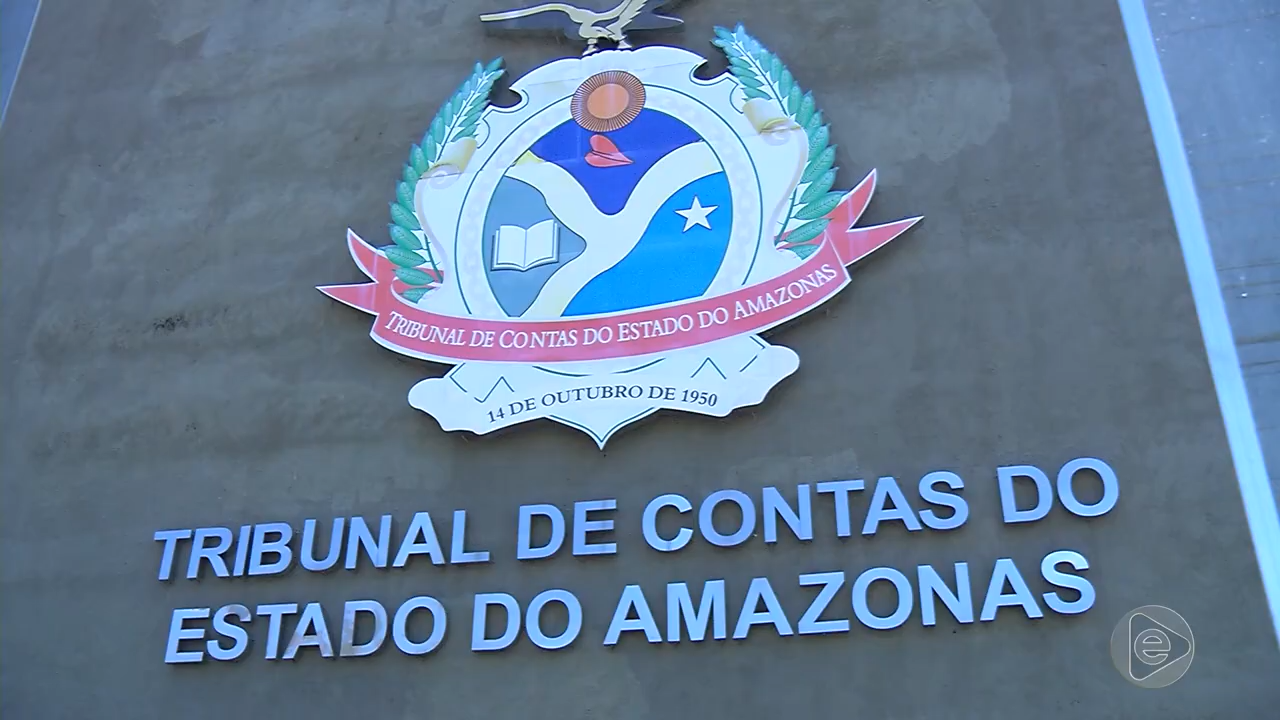 TRIBUNAL DE CONTAS DO ESTADO DO AMAZONAS
14 DE OUTUBRO DE 1950
TRIBUNAL DE CONTAS DO
ESTADO DO AMAZONAS
e